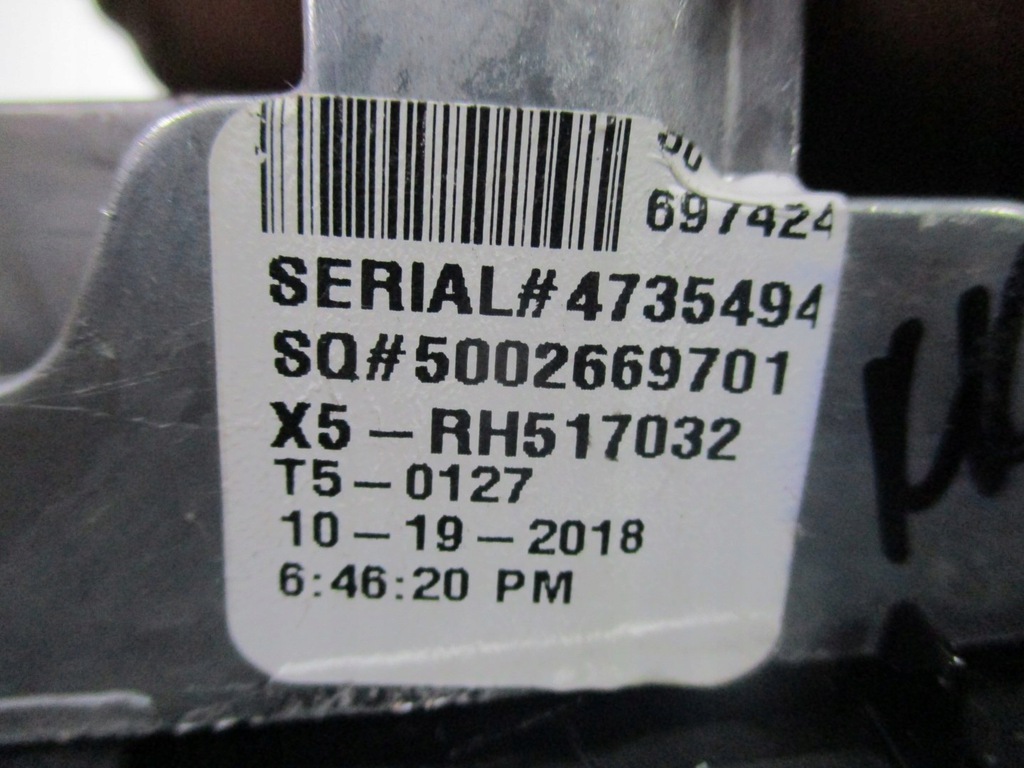 697424
SERIAL#4735494
SQ#5002669701
X5-RH517032
T5-0127
10-19-2018
6:46:20 PM